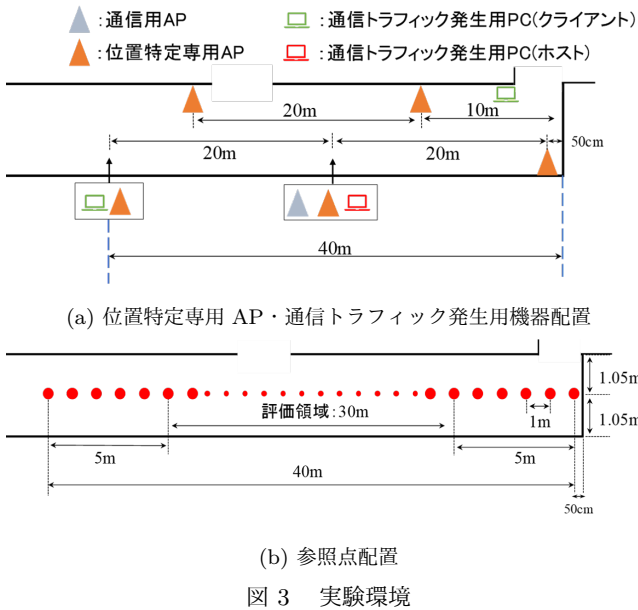 ：通信用AP ：通信トラフィック発生用PC(クライアント)
：位置特定専用AP ：通信トラフィック発生用PC(ホスト)
20m 10m
20m 20m 50cm
40m
(a) 位置特定専用 AP・通信トラフィック発生用機器配置
1.05m
評価領域：30m
1m 1.05m
5m 5m
40m
50cm
(b) 参照点配置
図 3 実験環境